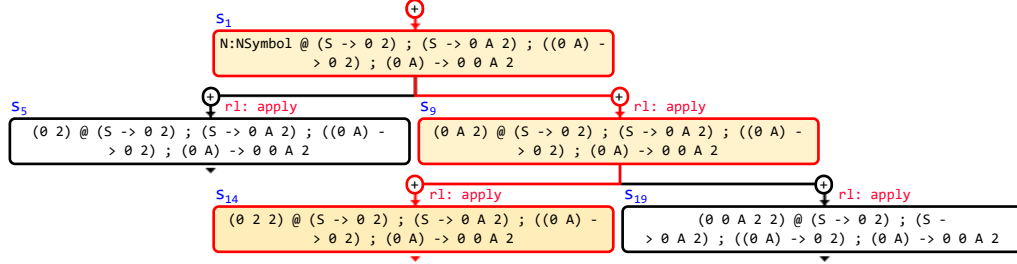 S1
N:NSymbol @ (S -> 0 2) ; (S -> 0 A 2) ; ((0 A) -
> 0 2) ; (0 A) -> 0 0 A 2
S5
rl: apply
(0 2) @ (S -> 0 2) ; (S -> 0 A 2) ; ((0 A) -
> 0 2) ; (0 A) -> 0 0 A 2
S9
rl: apply
(0 A 2) @ (S -> 0 2) ; (S -> 0 A 2) ; ((0 A) -
> 0 2) ; (0 A) -> 0 0 A 2
S14
rl: apply
(0 2 2) @ (S -> 0 2) ; (S -> 0 A 2) ; ((0 A) -
> 0 2) ; (0 A) -> 0 0 A 2
S19
rl: apply
(0 0 A 2 2) @ (S -> 0 2) ; (S -
> 0 A 2) ; ((0 A) -> 0 2) ; (0 A) -> 0 0 A 2